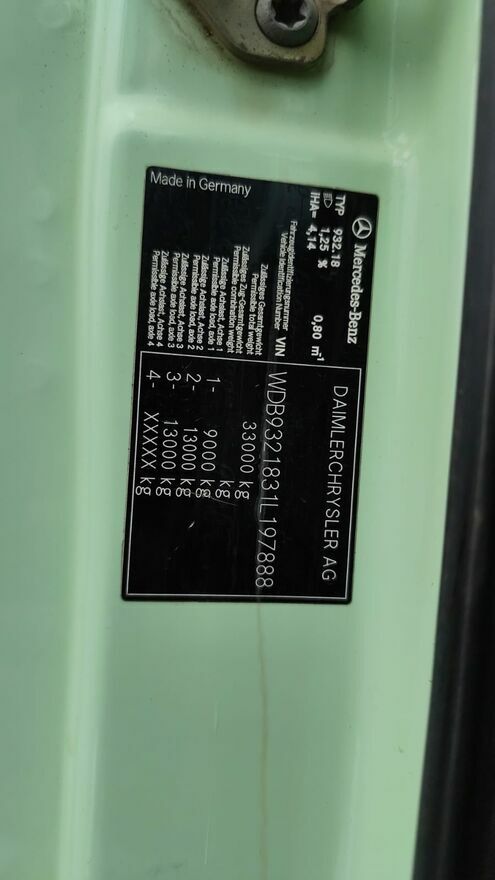 Mercedes-Benz
DAIMLERCHRYSLER AG
TYP 932.18
1,25 % 0,80 m⁻¹
IHA= 4,14
Fahrzeugidentifizierungsnummer
Vehicle Identification Number VIN WDB9321831L197888
Zulässiges Gesamtgewicht
Permissible total weight 33000 kg
Zulässiges Zug-Gesamtgewicht
Permissible combination weight kg
Zulässige Achslast, Achse 1
Permissible axle load, axle 1 1- 9000 kg
Zulässige Achslast, Achse 2
Permissible axle load, axle 2 2- 13000 kg
Zulässige Achslast, Achse 3
Permissible axle load, axle 3 3- 13000 kg
Zulässige Achslast, Achse 4
Permissible axle load, axle 4 4- XXXXX kg
Made in Germany